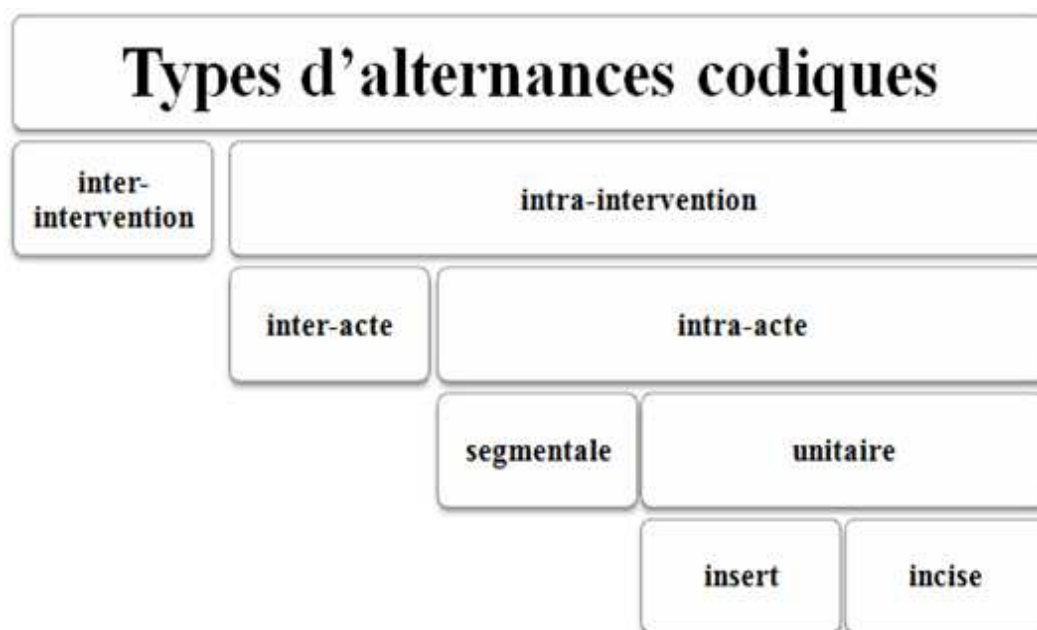 Types d’alternances codiques
inter-
intervention
intra-intervention
inter-acte
intra-acte
segmentale
unitaire
insert
incise